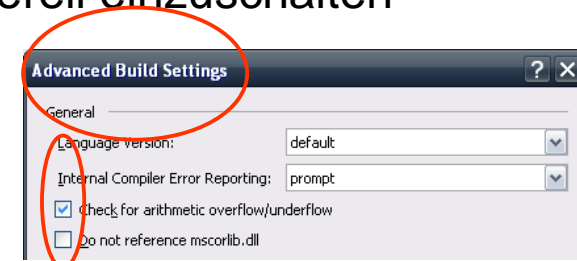 einzuschalten
Advanced Build Settings
General
Language Version: default
Internal Compiler Error Reporting: prompt
Check for arithmetic overflow/underflow
Do not reference mscorlib.dll